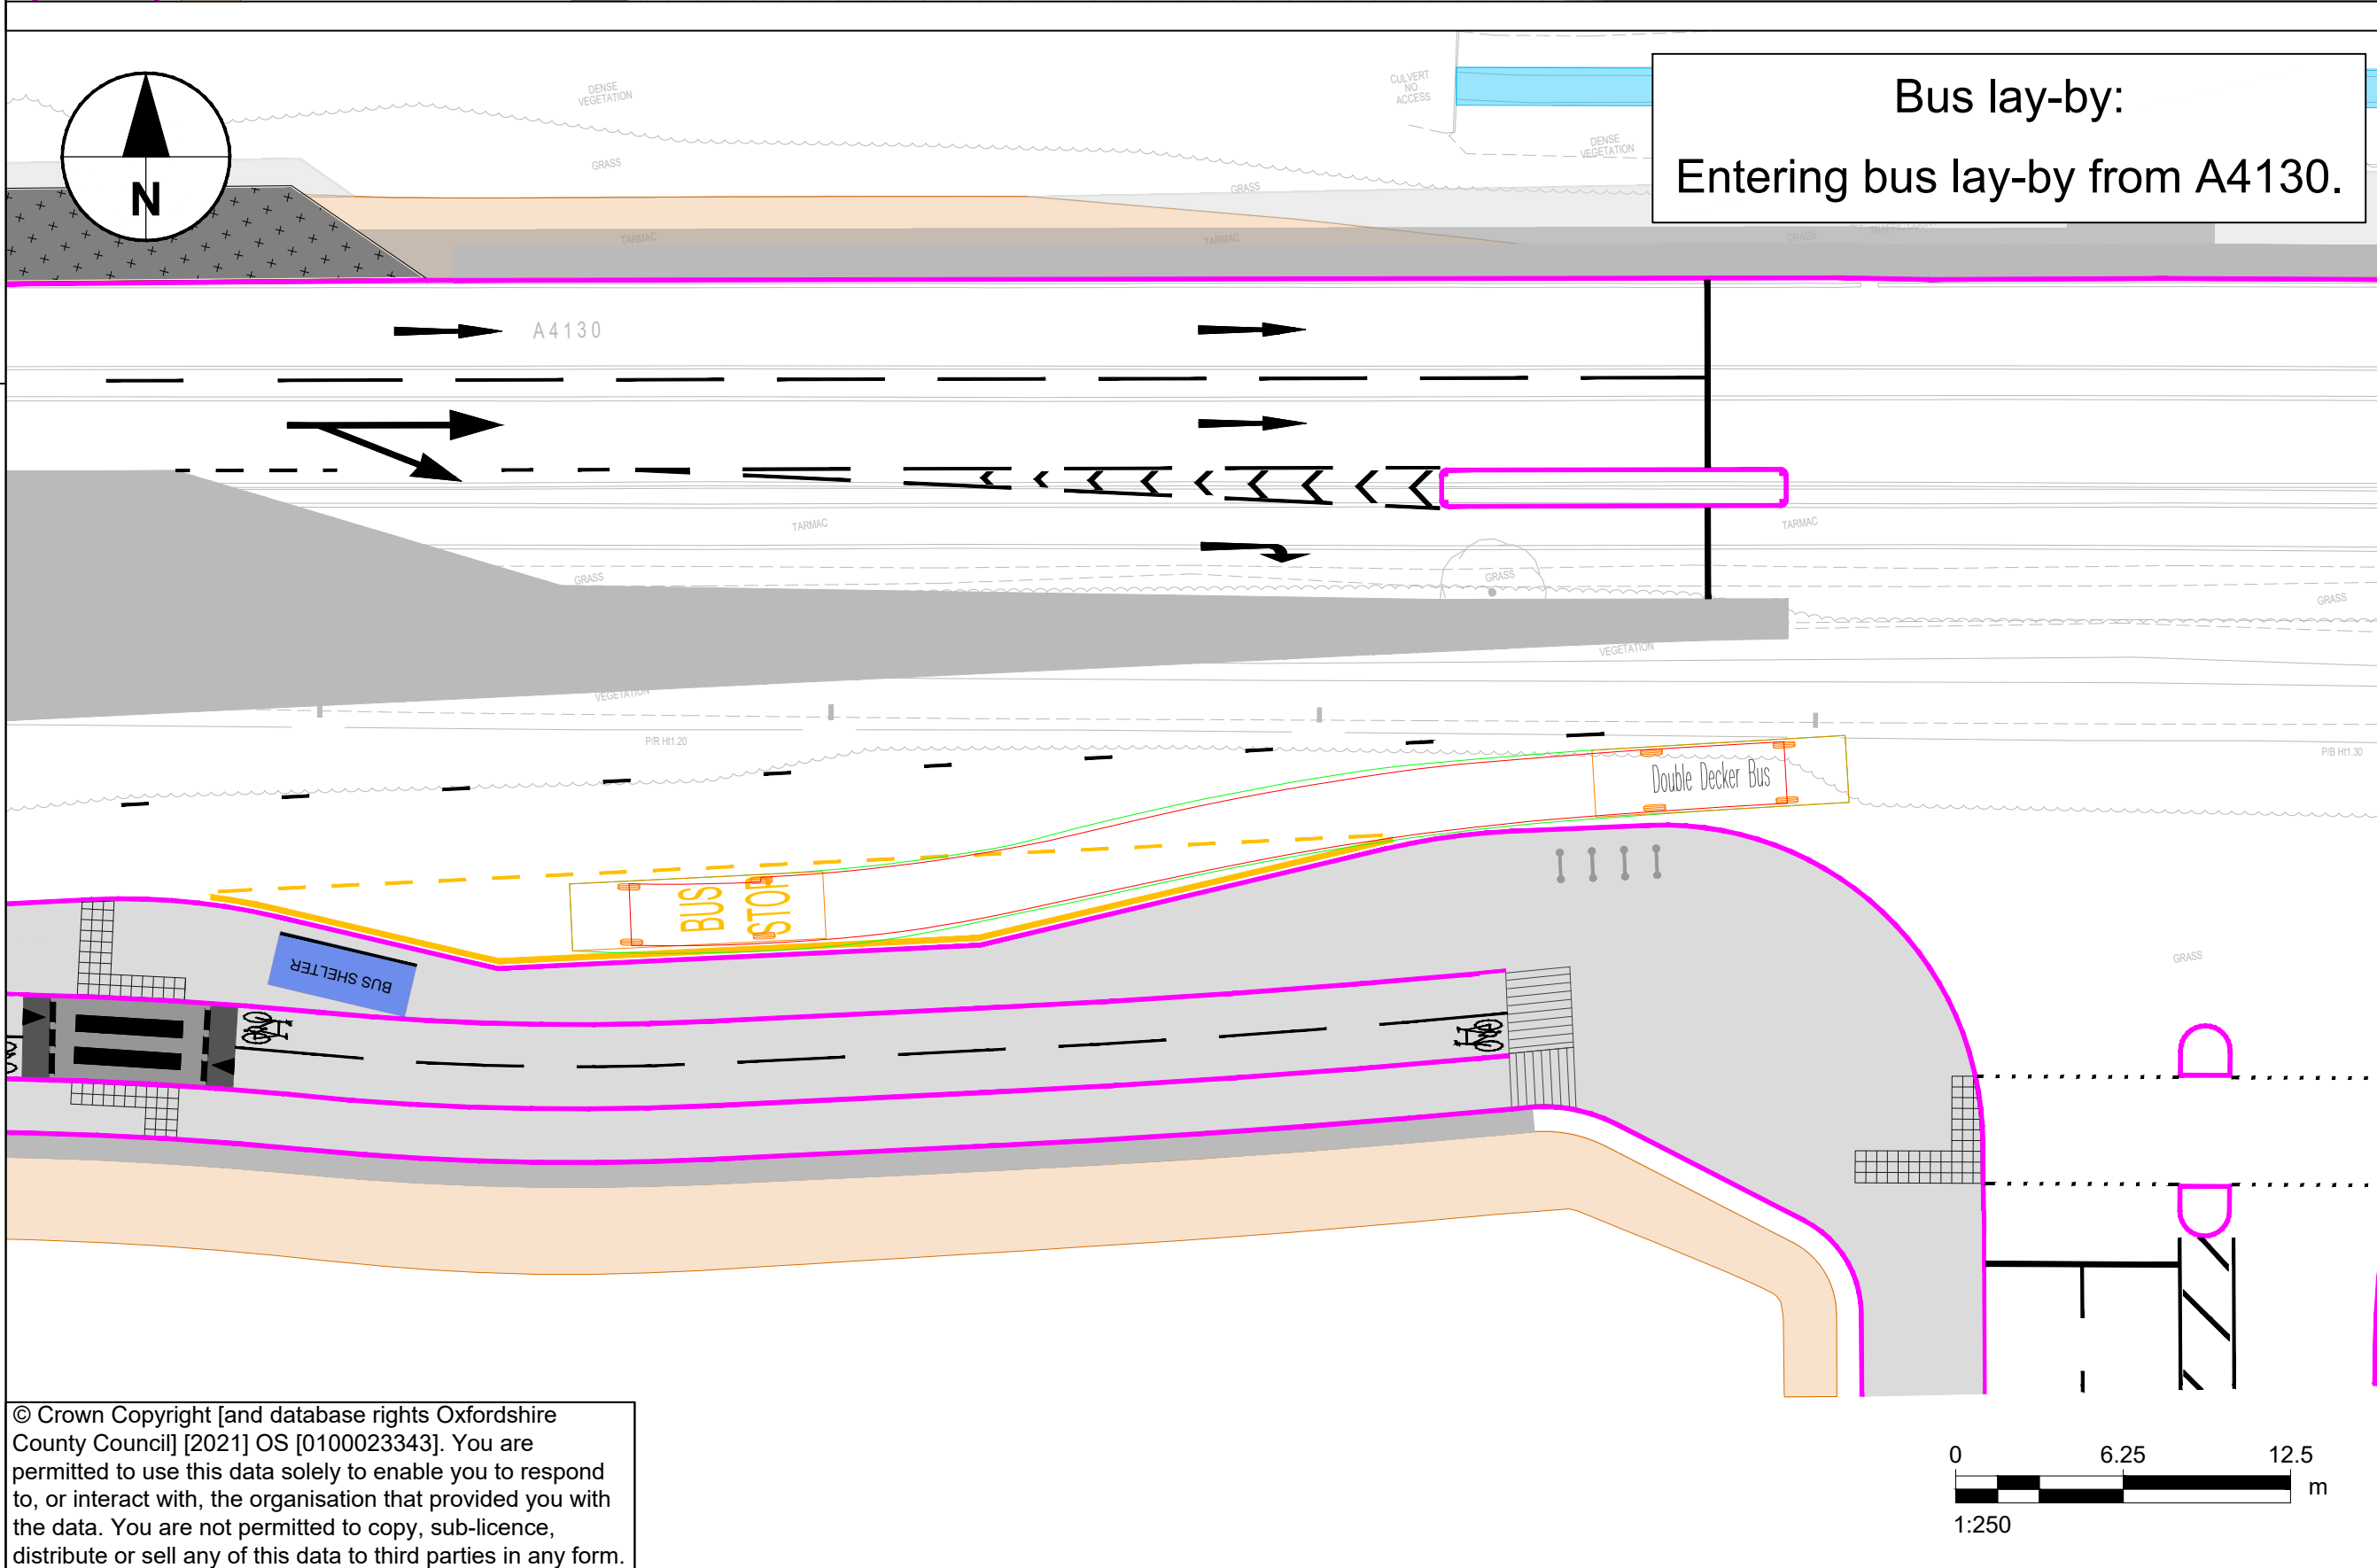 Bus lay-by:
Entering bus lay-by from A4130.
N
DENSE
VEGETATION
CULVERT
NO
ACCESS
DENSE
VEGETATION
GRASS
GRASS
TARMAC
TARMAC
GRASS
A4130
TARMAC
TARMAC
GRASS
GRASS
GRASS
VEGETATION
VEGETATION
P/R Ht1.20
P/B Ht1.30
Double Decker Bus
BUS
STOP
BUS SHELTER
GRASS
© Crown Copyright [and database rights Oxfordshire
County Council] [2021] OS [0100023343]. You are
permitted to use this data solely to enable you to respond
to, or interact with, the organisation that provided you with
the data. You are not permitted to copy, sub-licence,
distribute or sell any of this data to third parties in any form.
0 6.25 12.5
m
1:250